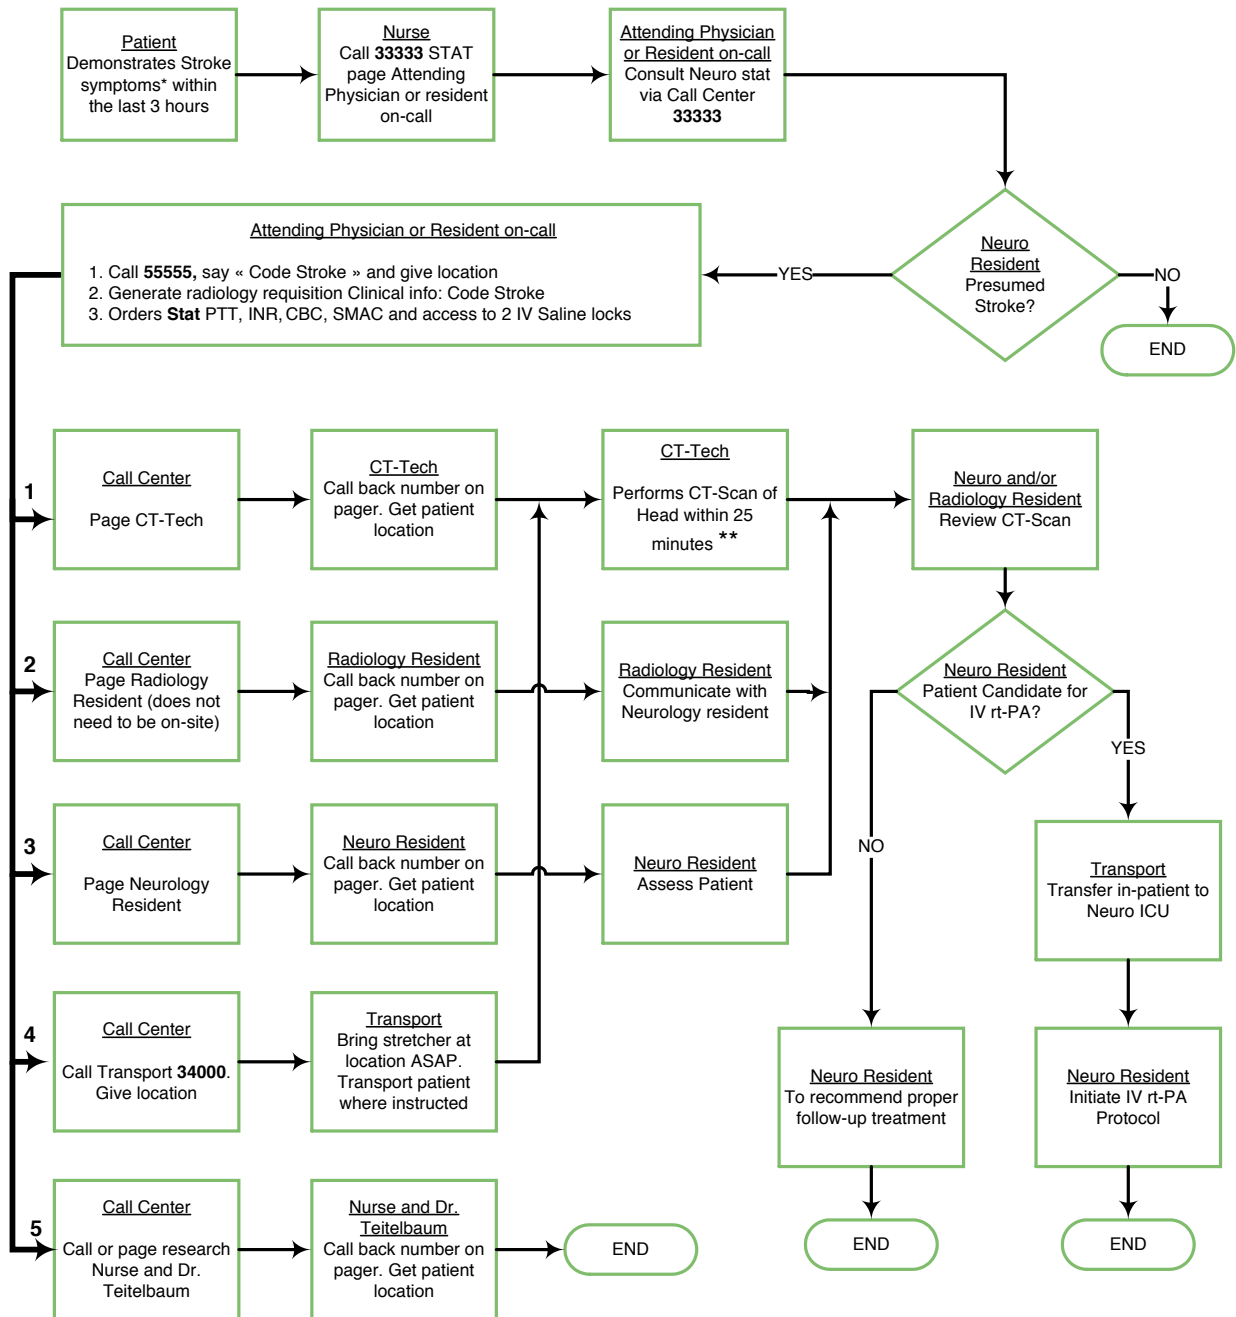 Patient
Demonstrates Stroke
symptoms* within
the last 3 hours
Nurse
Call 33333 STAT
page Attending
Physician or resident
on-call
Attending Physician
or Resident on-call
Consult Neuro stat
via Call Center
33333
Neuro
Resident
Presumed
Stroke?
YES
NO
END
Attending Physician or Resident on-call
1. Call 55555, say « Code Stroke » and give location
2. Generate radiology requisition Clinical info: Code Stroke
3. Orders Stat PTT, INR, CBC, SMAC and access to 2 IV Saline locks
1
Call Center
Page CT-Tech
CT-Tech
Call back number on
pager. Get patient
location
CT-Tech
Performs CT-Scan of
Head within 25
minutes **
Neuro and/or
Radiology Resident
Review CT-Scan
2
Call Center
Page Radiology
Resident (does not
need to be on-site)
Radiology Resident
Call back number on
pager. Get patient
location
Radiology Resident
Communicate with
Neurology resident
Neuro Resident
Patient Candidate for
IV rt-PA?
YES
NO
3
Call Center
Page Neurology
Resident
Neuro Resident
Call back number on
pager. Get patient
location
Neuro Resident
Assess Patient
Transport
Transfer in-patient to
Neuro ICU
4
Call Center
Call Transport 34000.
Give location
Transport
Bring stretcher at
location ASAP.
Transport patient
where instructed
Neuro Resident
To recommend proper
follow-up treatment
Neuro Resident
Initiate IV rt-PA
Protocol
5
Call Center
Call or page research
Nurse and Dr.
Teitelbaum
Nurse and Dr.
Teitelbaum
Call back number on
pager. Get patient
location
END
END
END